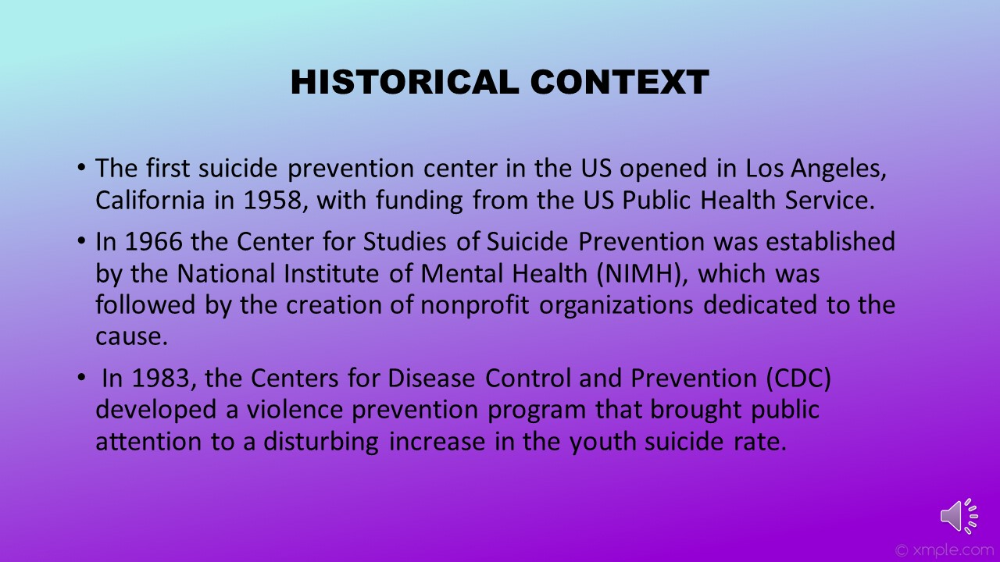 HISTORICAL CONTEXT
• The first suicide prevention center in the US opened in Los Angeles,
California in 1958, with funding from the US Public Health Service.
• In 1966 the Center for Studies of Suicide Prevention was established
by the National Institute of Mental Health (NIMH), which was
followed by the creation of nonprofit organizations dedicated to the
cause.
• In 1983, the Centers for Disease Control and Prevention (CDC)
developed a violence prevention program that brought public
attention to a disturbing increase in the youth suicide rate.
© xmple.com